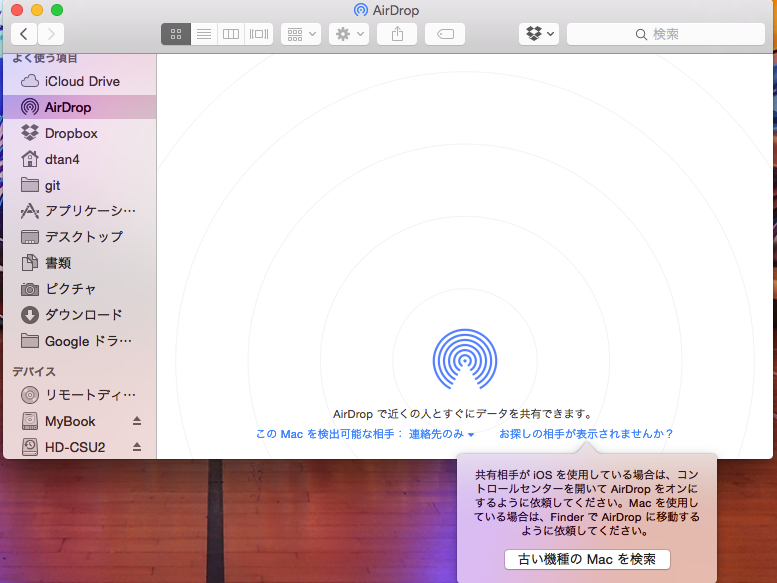 AirDrop
検索
よく使う項目
iCloud Drive
AirDrop
Dropbox
dtan4
git
アプリケーシ…
デスクトップ
書類
ピクチャ
ダウンロード
Google ドラ…
デバイス
リモートディ…
MyBook
HD-CSU2
AirDrop で近くの人とすぐにデータを共有できます。
この Mac を検出可能な相手： 連絡先のみ
お探しの相手が表示されませんか？
共有相手が iOS を使用している場合は、コン
トロールセンターを開いて AirDrop をオンに
するように依頼してください。Mac を使用し
ている場合は、Finder で AirDrop に移動する
ように依頼してください。
古い機種の Mac を検索